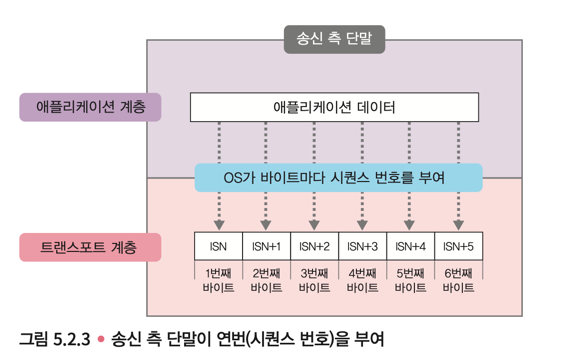 송신 측 단말
애플리케이션 계층
애플리케이션 데이터
OS가 바이트마다 시퀀스 번호를 부여
트랜스포트 계층
ISN ISN+1 ISN+2 ISN+3 ISN+4 ISN+5
1번째 2번째 3번째 4번째 5번째 6번째
바이트 바이트 바이트 바이트 바이트 바이트
그림 5.2.3 • 송신 측 단말이 연번(시퀀스 번호)을 부여